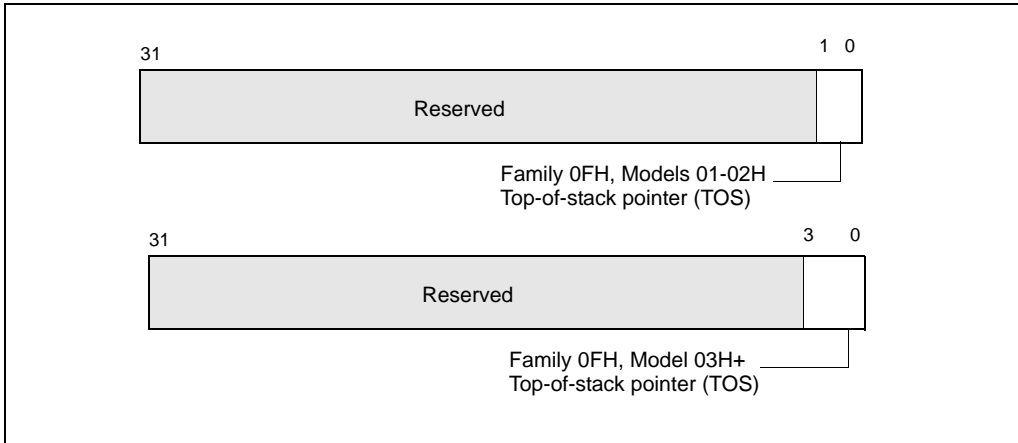 31
1 0
Reserved
Family 0FH, Models 01-02H
Top-of-stack pointer (TOS)
31
3 0
Reserved
Family 0FH, Model 03H+
Top-of-stack pointer (TOS)